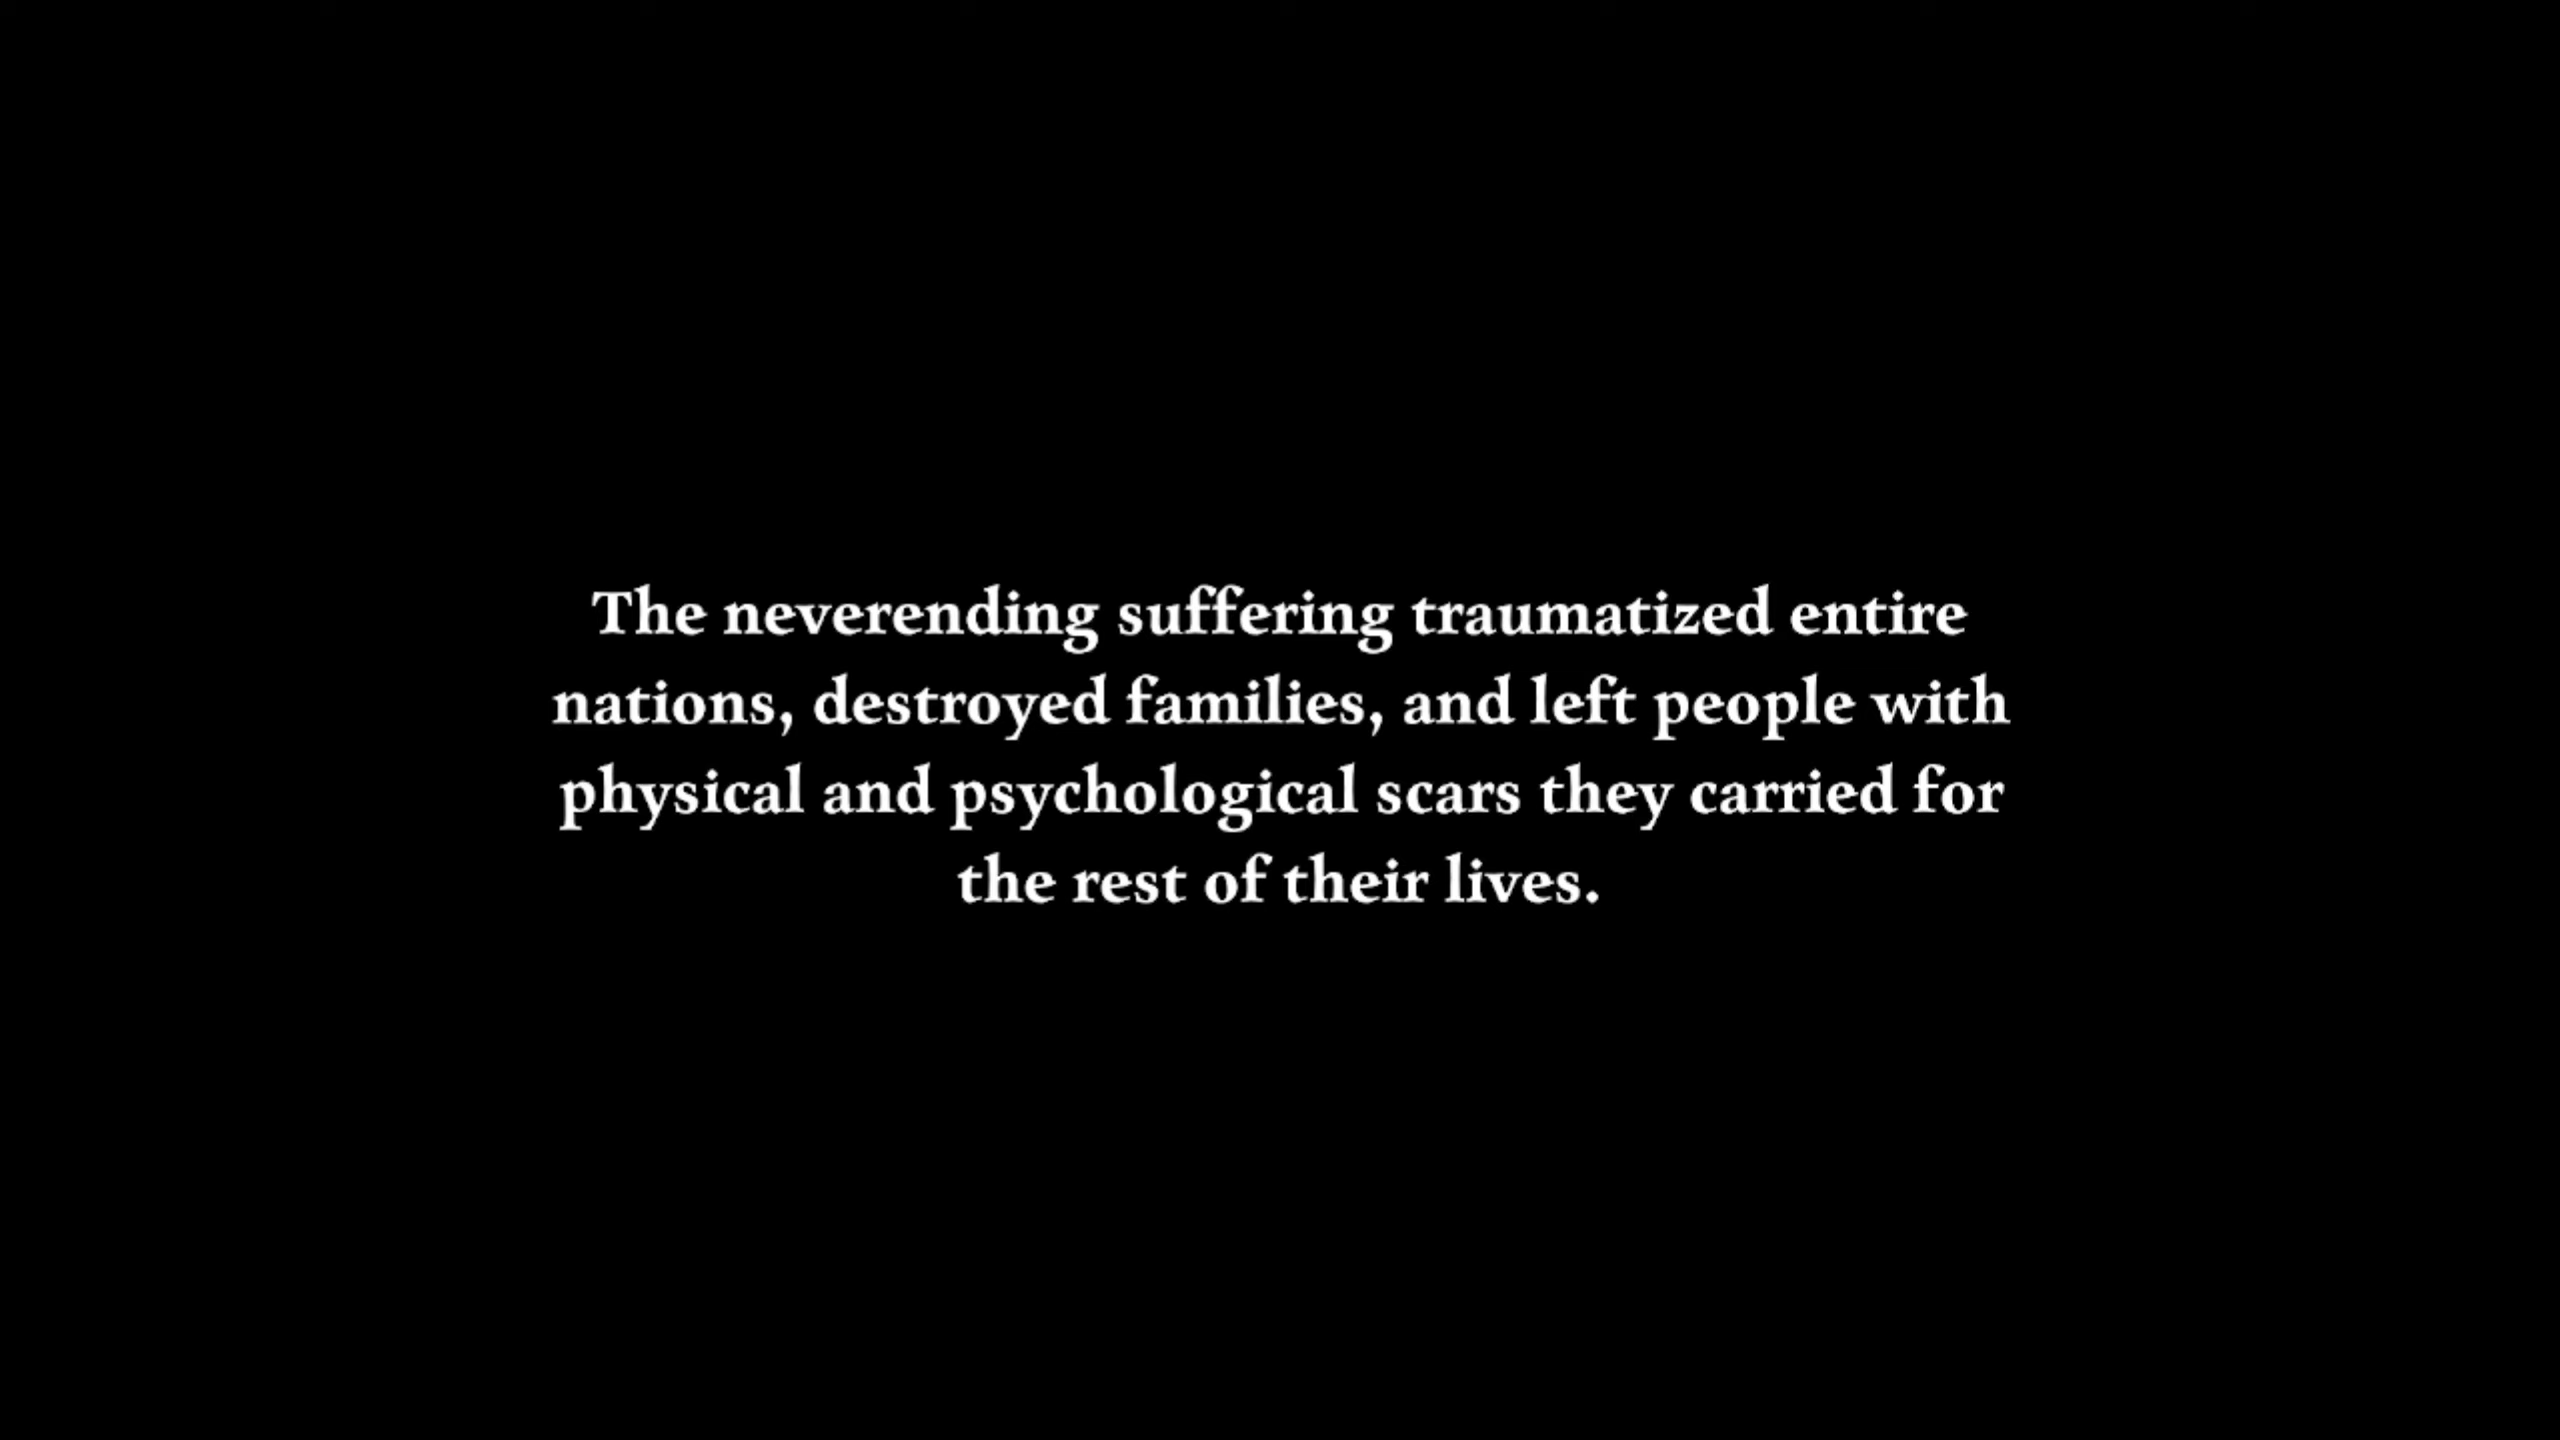 The neverending suffering traumatized entire
nations, destroyed families, and left people with
physical and psychological scars they carried for
the rest of their lives.